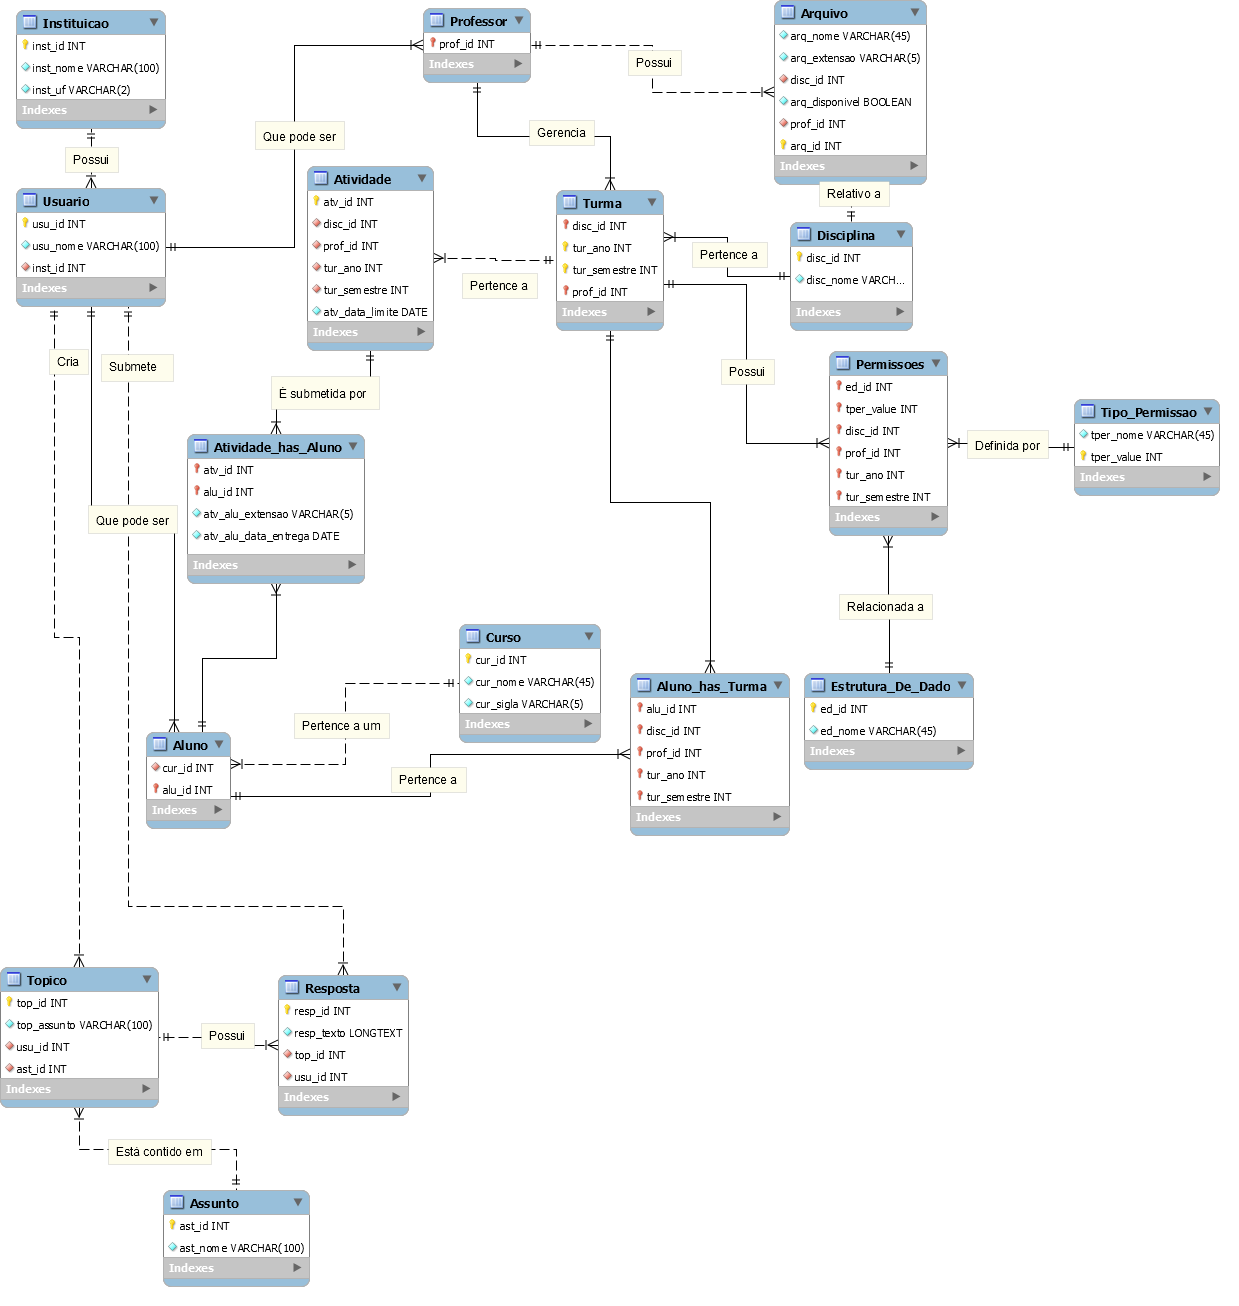 Instituicao
inst_id INT
inst_nome VARCHAR(100)
inst_uf VARCHAR(2)
Indexes
Possui
Usuario
usu_id INT
usu_nome VARCHAR(100)
inst_id INT
Indexes
Que pode ser
Professor
prof_id INT
Indexes
Possui
Gerencia
Arquivo
arq_nome VARCHAR(45)
arq_extensao VARCHAR(5)
disc_id INT
arq_disponivel BOOLEAN
prof_id INT
arq_id INT
Indexes
Relativo a
Atividade
atv_id INT
disc_id INT
prof_id INT
tur_ano INT
tur_semestre INT
atv_data_limite DATE
Indexes
Pertence a
Turma
disc_id INT
tur_ano INT
tur_semestre INT
prof_id INT
Indexes
Pertence a
Disciplina
disc_id INT
disc_nome VARCH...
Indexes
Cria
Submete
É submetida por
Possui
Permissoes
ed_id INT
tper_value INT
disc_id INT
prof_id INT
tur_ano INT
tur_semestre INT
Indexes
Definida por
Tipo_Permissao
tper_nome VARCHAR(45)
tper_value INT
Indexes
Atividade_has_Aluno
atv_id INT
alu_id INT
atv_alu_extensao VARCHAR(5)
atv_alu_data_entrega DATE
Indexes
Que pode ser
Relacionada a
Curso
cur_id INT
cur_nome VARCHAR(45)
cur_sigla VARCHAR(5)
Indexes
Pertence a um
Aluno
cur_id INT
alu_id INT
Indexes
Pertence a
Aluno_has_Turma
alu_id INT
disc_id INT
prof_id INT
tur_ano INT
tur_semestre INT
Indexes
Estrutura_De_Dado
ed_id INT
ed_nome VARCHAR(45)
Indexes
Topico
top_id INT
top_assunto VARCHAR(100)
usu_id INT
ast_id INT
Indexes
Possui
Resposta
resp_id INT
resp_texto LONGTEXT
top_id INT
usu_id INT
Indexes
Está contido em
Assunto
ast_id INT
ast_nome VARCHAR(100)
Indexes